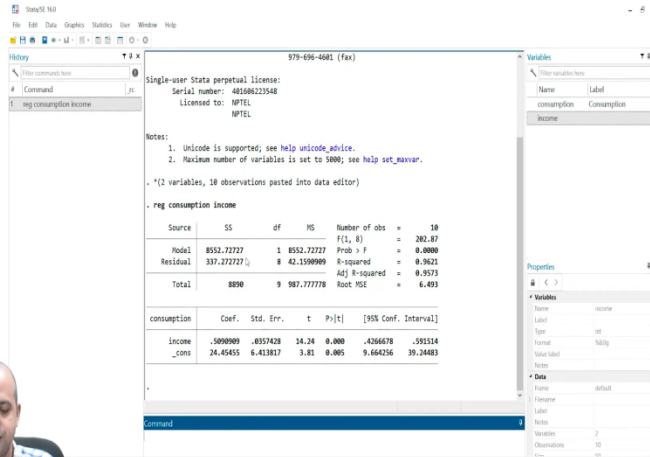 Stata/SE 16.0
File Edit Data Graphics Statistics User Window Help
History
Filter commands here
# Command _rc
1 reg consumption income
979-696-4601 (fax)
Single-user Stata perpetual license:
Serial number: 401606223548
Licensed to: NPTEL
NPTEL
Notes:
1. Unicode is supported; see help unicode_advice.
2. Maximum number of variables is set to 5000; see help set_maxvar.
. *(2 variables, 10 observations pasted into data editor)
. reg consumption income
Source SS df MS Number of obs = 10
F(1, 8) = 202.87
Model 8552.72727 1 8552.72727 Prob > F = 0.0000
Residual 337.272727 8 42.1590909 R-squared = 0.9621
Adj R-squared = 0.9573
Total 8890 9 987.777778 Root MSE = 6.493
consumption Coef. Std. Err. t P>|t| [95% Conf. Interval]
income .5090909 .0357428 14.24 0.000 .4266678 .591514
_cons 24.45455 6.413817 3.81 0.005 9.664256 39.24483
.
Command
Variables
Filter variables here
Name Label
consumption Consumption
income
Properties
Variables
Name income
Label
Type int
Format %8.0g
Value label
Notes
Data
Frame default
Filename
Label
Notes
Variables 2
Observations 10